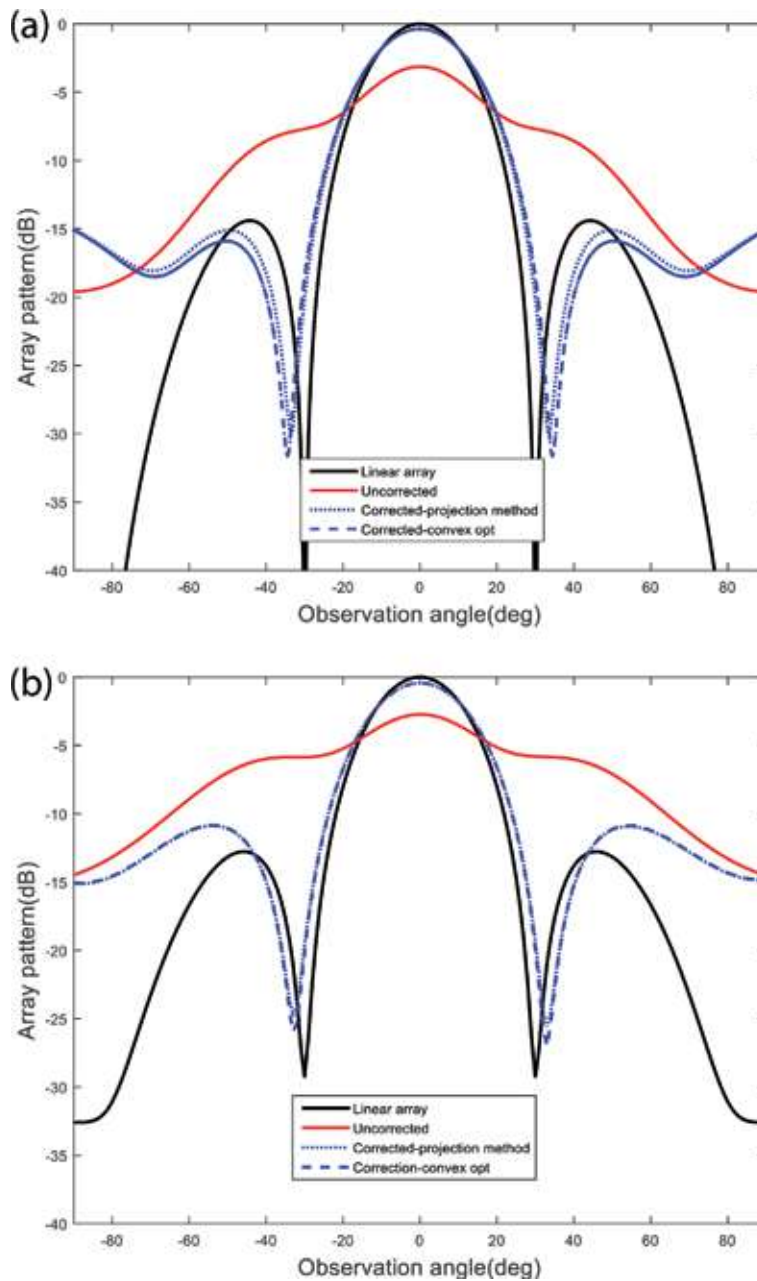 (a)
0
-5
-10
-15
-20
-25
-30
-35
-40
Array pattern(dB)
Linear array
Uncorrected
Corrected-projection method
Corrected-convex opt
-80 -60 -40 -20 0 20 40 60 80
Observation angle(deg)
(b)
0
-5
-10
-15
-20
-25
-30
-35
-40
Array pattern(dB)
Linear array
Uncorrected
Corrected-projection method
Correction-convex opt
-80 -60 -40 -20 0 20 40 60 80
Observation angle(deg)